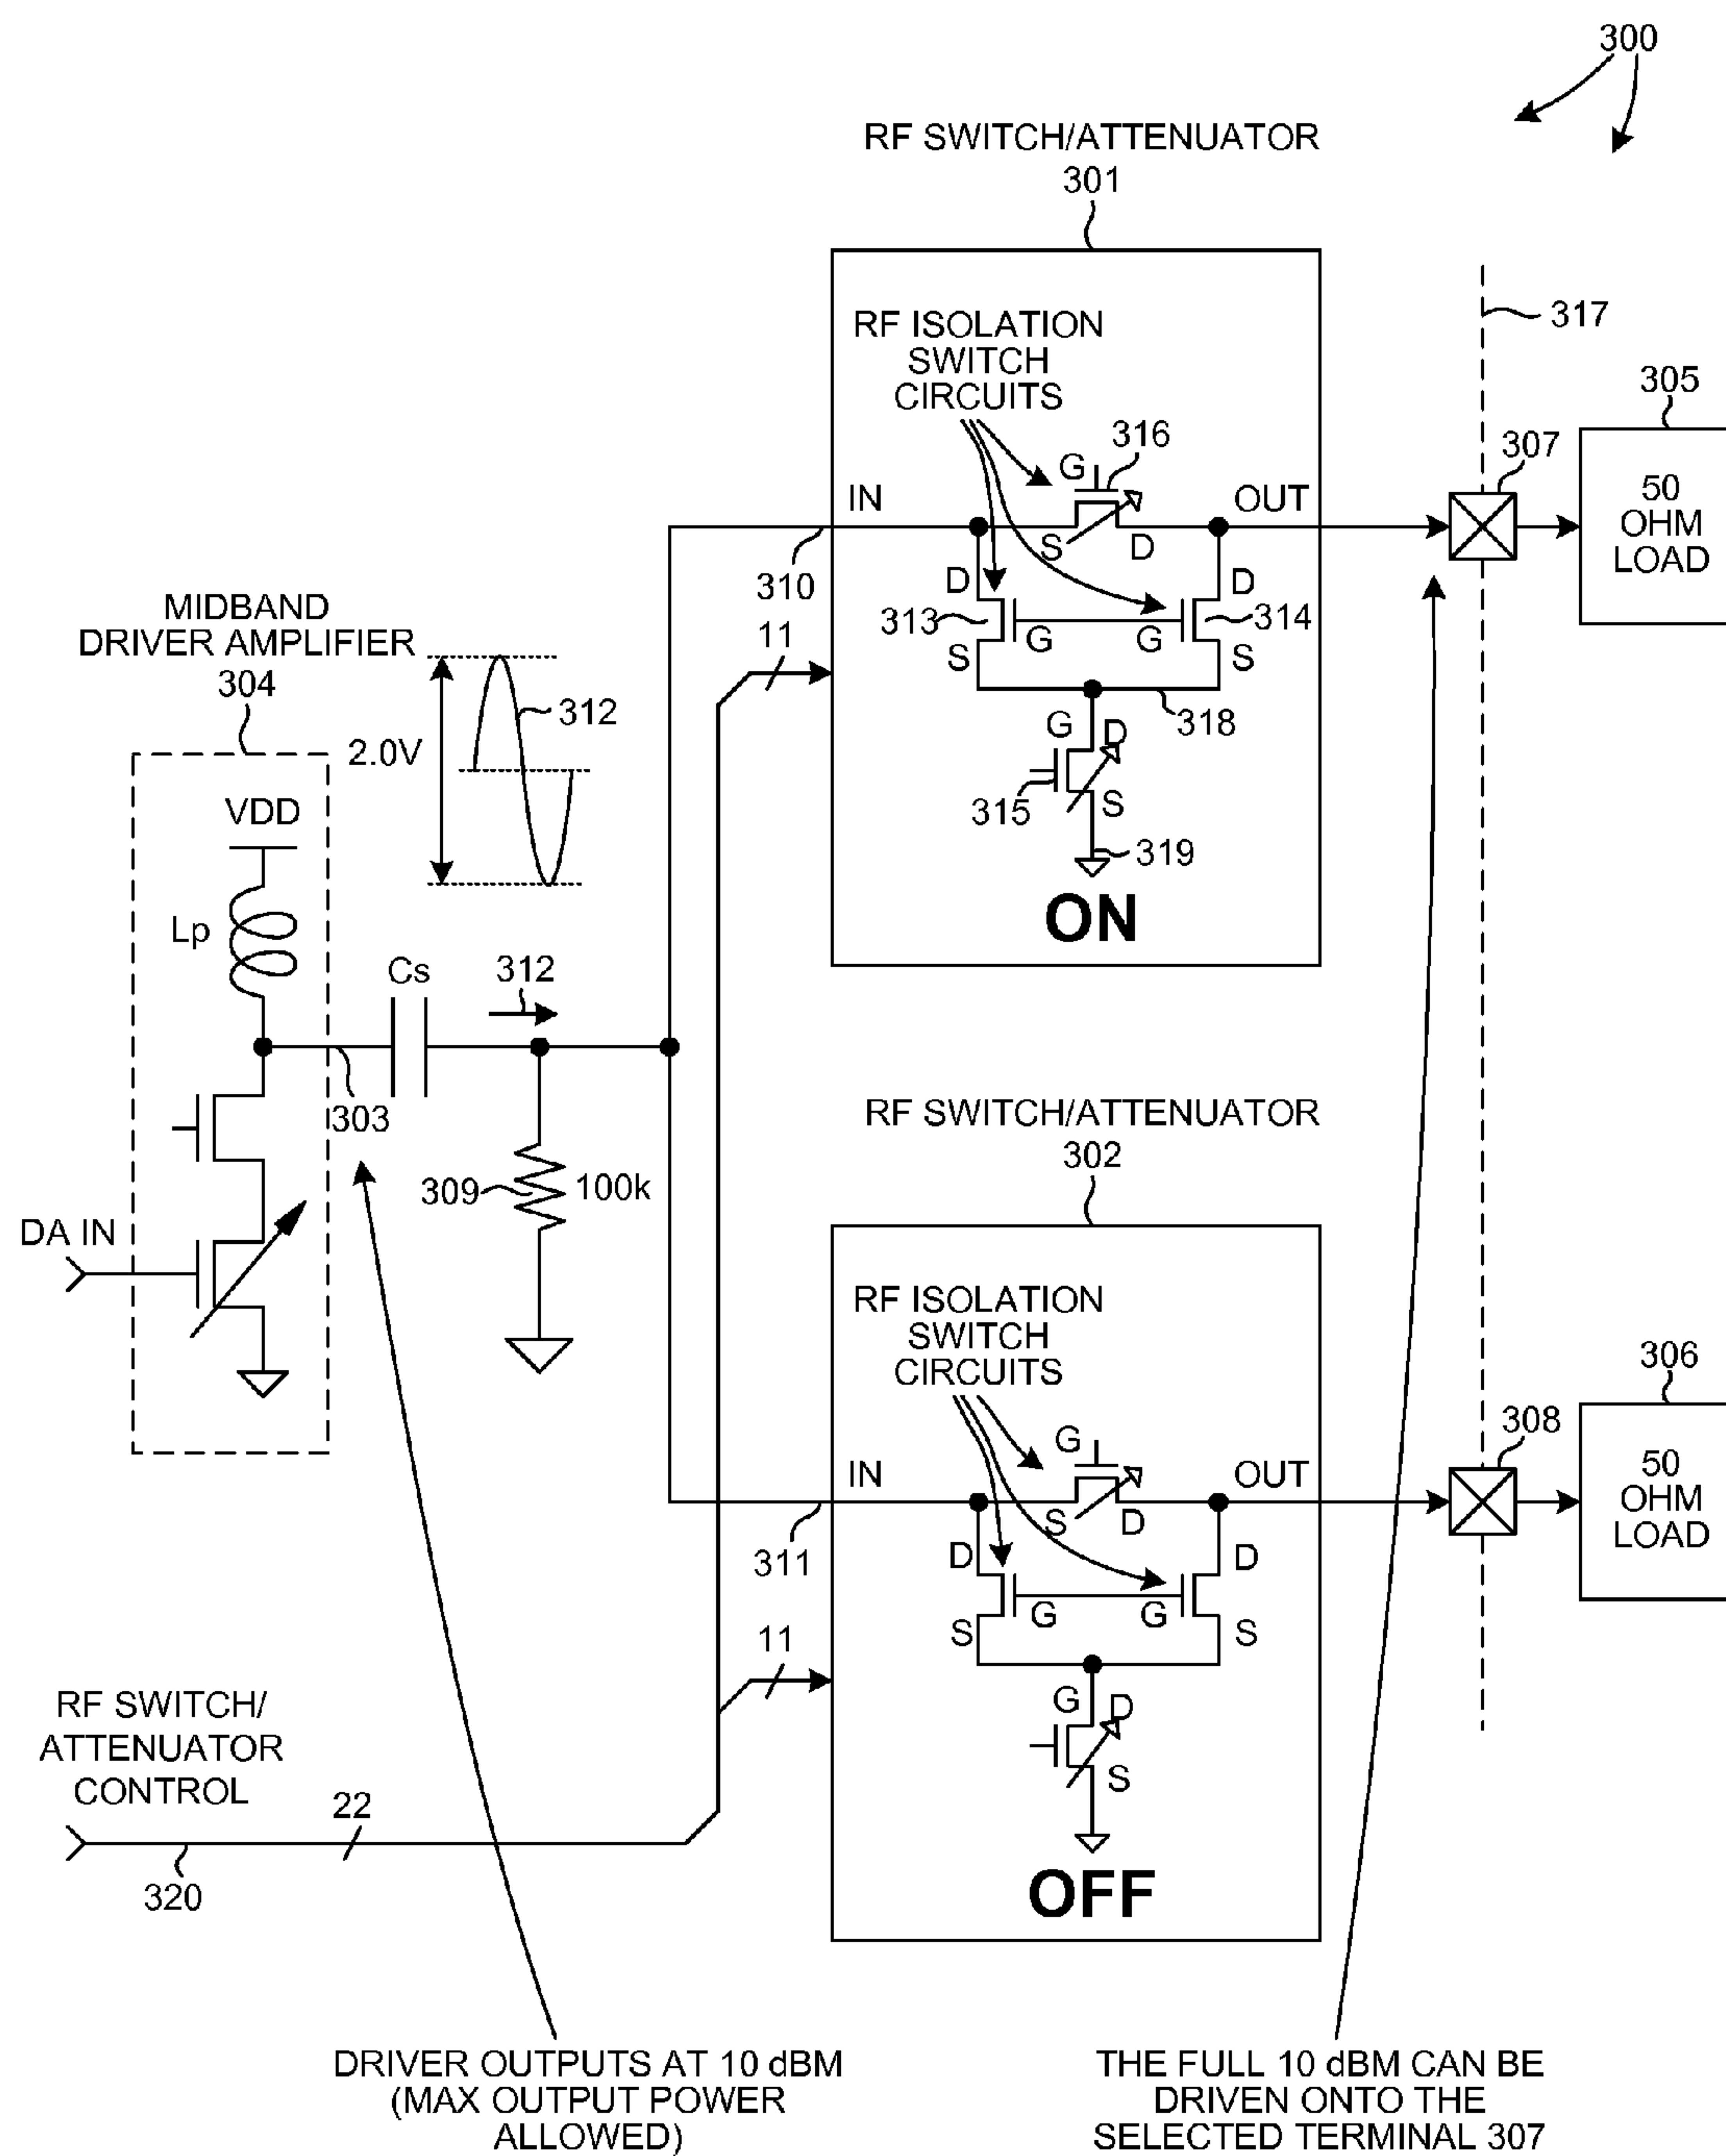 300
RF SWITCH/ATTENUATOR
301
RF ISOLATION
SWITCH
CIRCUITS
317
305
316
G
307
IN
OUT
50
OHM
LOAD
S
D
310
D
D
313
G
G
314
S
S
11
318
G
D
315
S
319
ON
MIDBAND
DRIVER AMPLIFIER
304
2.0V
312
VDD
Lp
Cs
312
303
309
100k
DA IN
RF SWITCH/ATTENUATOR
302
RF ISOLATION
SWITCH
CIRCUITS
306
G
308
IN
OUT
50
OHM
LOAD
S
D
311
D
D
G
G
S
S
11
G
D
S
OFF
RF SWITCH/
ATTENUATOR
CONTROL
22
320
DRIVER OUTPUTS AT 10 dBM
(MAX OUTPUT POWER
ALLOWED)
THE FULL 10 dBM CAN BE
DRIVEN ONTO THE
SELECTED TERMINAL 307